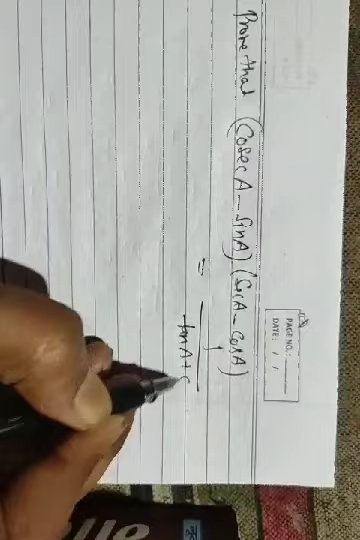 PAGE NO.:
DATE: / /
Prove that (CosecA - SinA) (SecA - CosA)
= 1
tanA+c